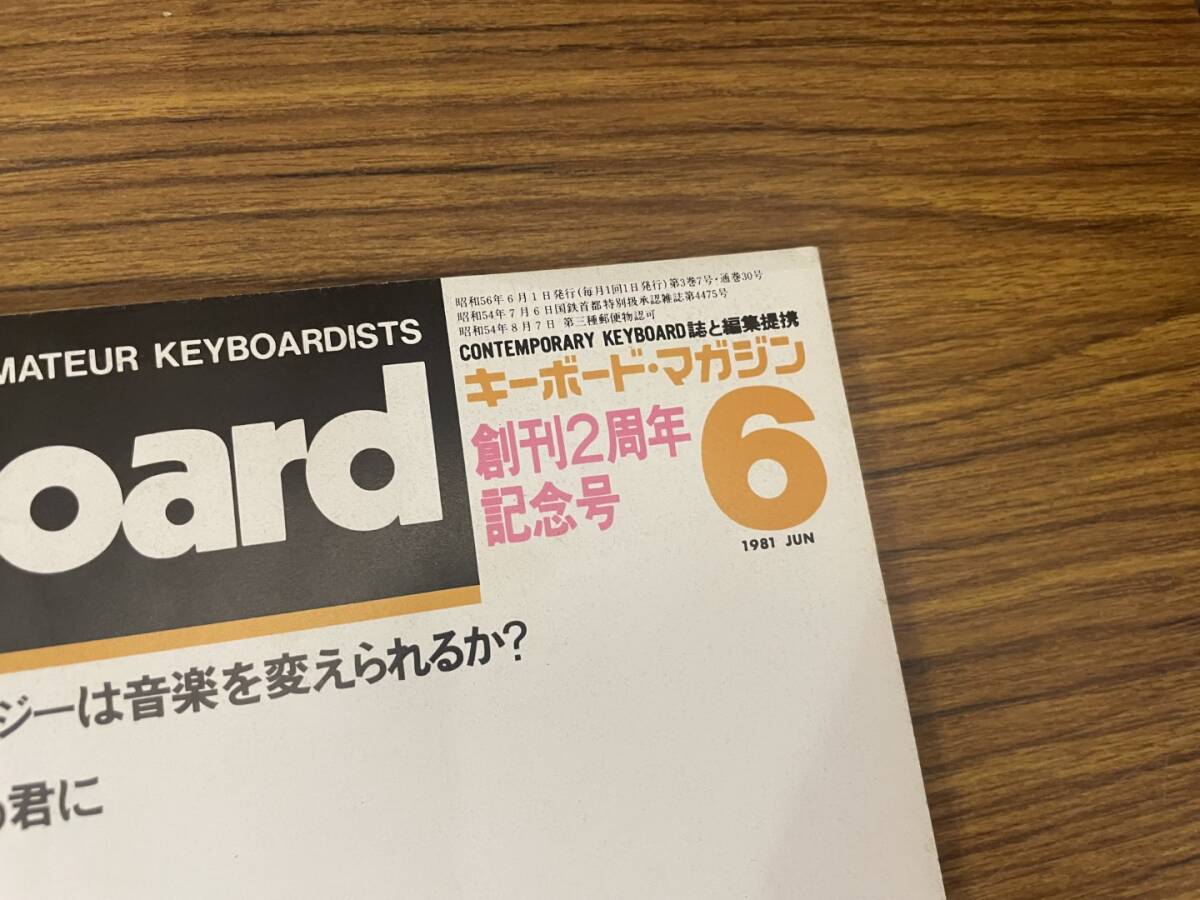 昭和56年6月1日発行(毎月1回1日発行)第3巻7号・通巻30号
昭和54年7月6日国鉄首都特別扱承認雑誌第4475号
昭和54年8月7日 第三種郵便物認可
CONTEMPORARY KEYBOARD誌と編集提携
キーボード・マガジン
創刊2周年
記念号
6
1981 JUN
MATEUR KEYBOARDISTS
oard
ジーは音楽を変えられるか?
君に